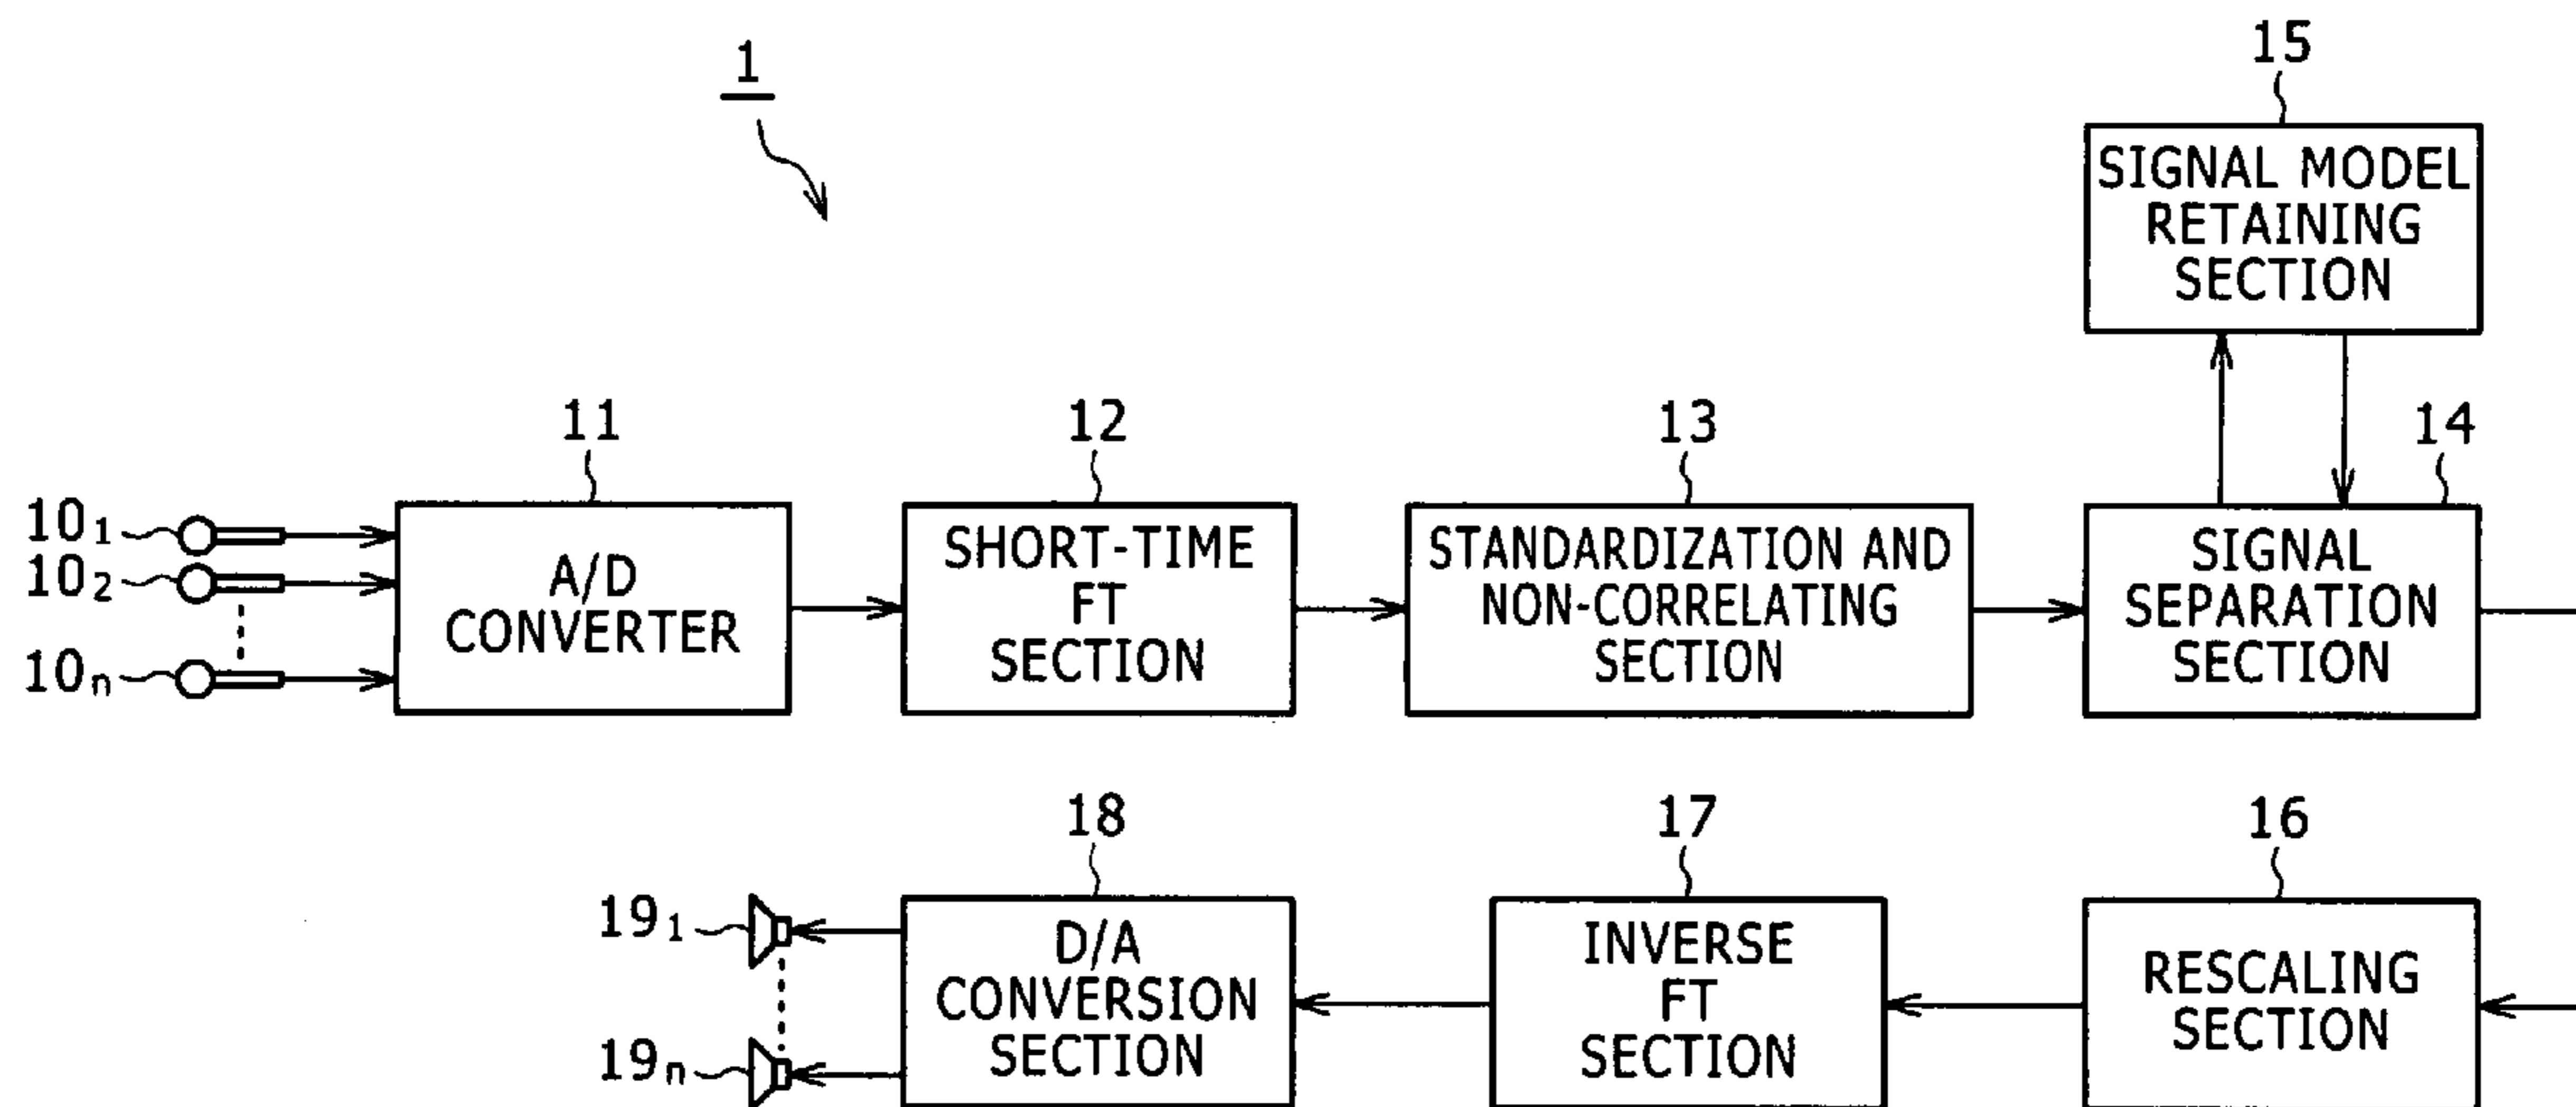 1
15
SIGNAL MODEL
RETAINING
SECTION
11
12
13
14
10₁
10₂
10ₙ
A/D
CONVERTER
SHORT-TIME
FT
SECTION
STANDARDIZATION AND
NON-CORRELATING
SECTION
SIGNAL
SEPARATION
SECTION
18
17
16
19₁
19ₙ
D/A
CONVERSION
SECTION
INVERSE
FT
SECTION
RESCALING
SECTION